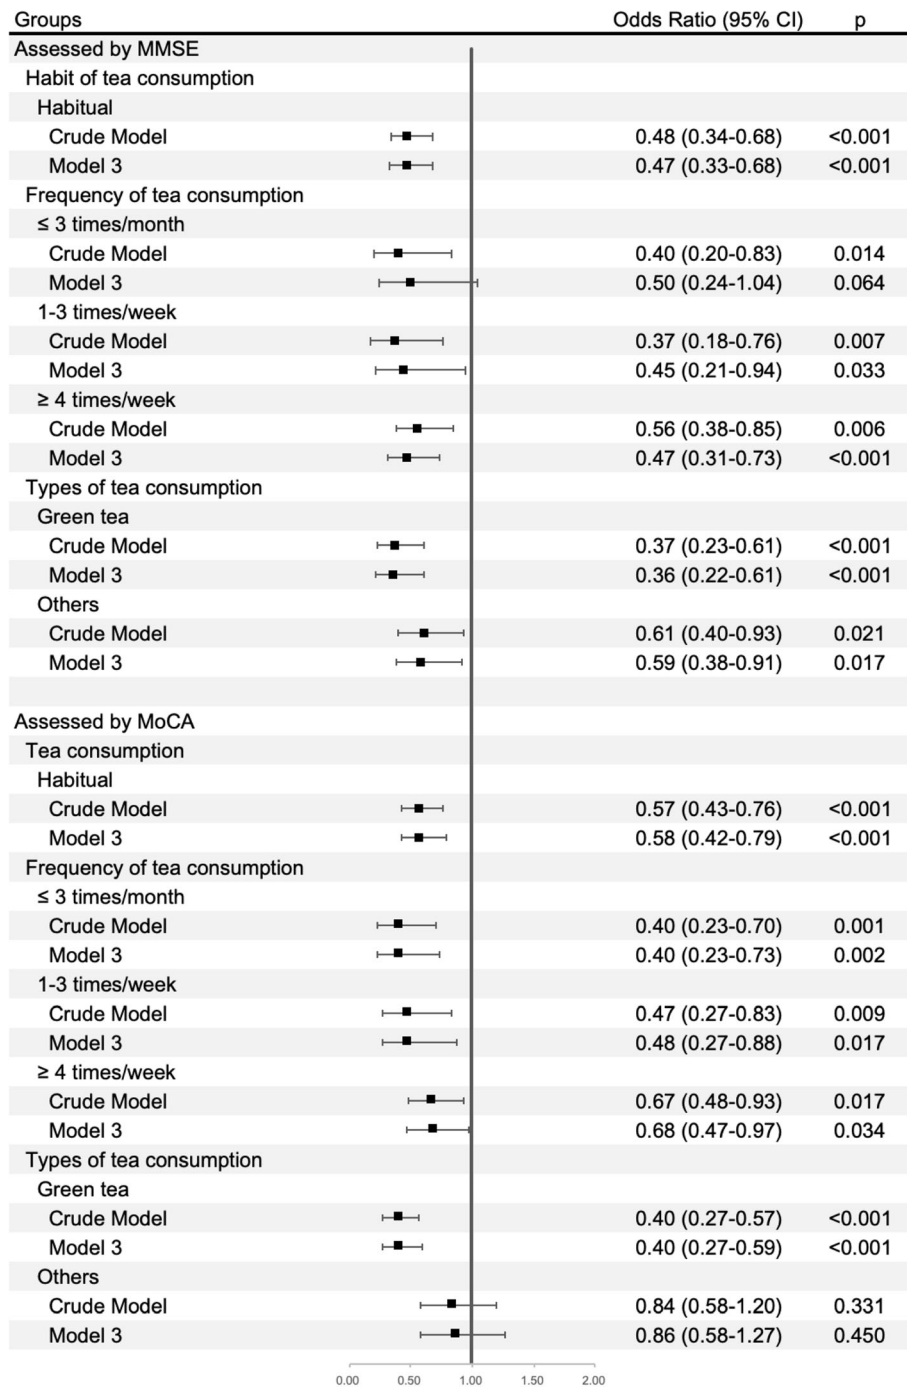 Groups Odds Ratio (95% CI) p
Assessed by MMSE
Habit of tea consumption
Habitual
Crude Model 0.48 (0.34-0.68) <0.001
Model 3 0.47 (0.33-0.68) <0.001
Frequency of tea consumption
≤ 3 times/month
Crude Model 0.40 (0.20-0.83) 0.014
Model 3 0.50 (0.24-1.04) 0.064
1-3 times/week
Crude Model 0.37 (0.18-0.76) 0.007
Model 3 0.45 (0.21-0.94) 0.033
≥ 4 times/week
Crude Model 0.56 (0.38-0.85) 0.006
Model 3 0.47 (0.31-0.73) <0.001
Types of tea consumption
Green tea
Crude Model 0.37 (0.23-0.61) <0.001
Model 3 0.36 (0.22-0.61) <0.001
Others
Crude Model 0.61 (0.40-0.93) 0.021
Model 3 0.59 (0.38-0.91) 0.017
Assessed by MoCA
Tea consumption
Habitual
Crude Model 0.57 (0.43-0.76) <0.001
Model 3 0.58 (0.42-0.79) <0.001
Frequency of tea consumption
≤ 3 times/month
Crude Model 0.40 (0.23-0.70) 0.001
Model 3 0.40 (0.23-0.73) 0.002
1-3 times/week
Crude Model 0.47 (0.27-0.83) 0.009
Model 3 0.48 (0.27-0.88) 0.017
≥ 4 times/week
Crude Model 0.67 (0.48-0.93) 0.017
Model 3 0.68 (0.47-0.97) 0.034
Types of tea consumption
Green tea
Crude Model 0.40 (0.27-0.57) <0.001
Model 3 0.40 (0.27-0.59) <0.001
Others
Crude Model 0.84 (0.58-1.20) 0.331
Model 3 0.86 (0.58-1.27) 0.450
0.00 0.50 1.00 1.50 2.00